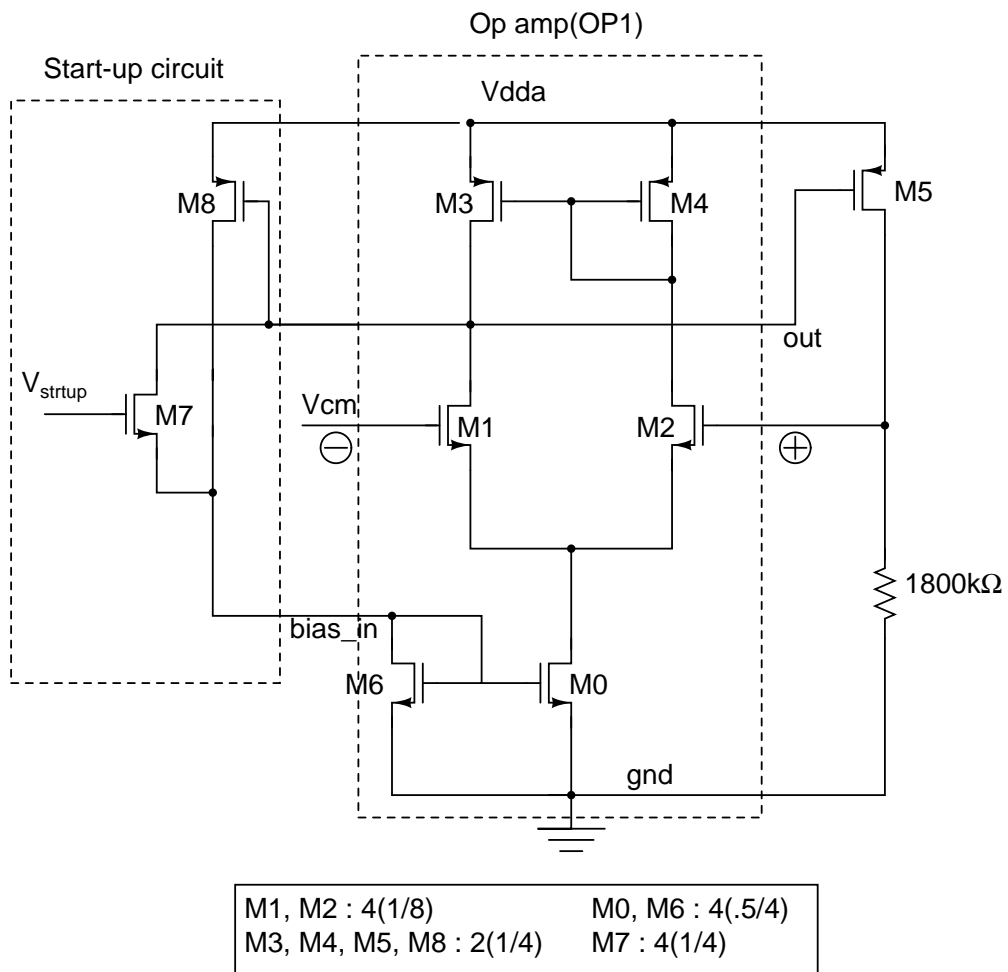 Op amp(OP1)
Start-up circuit
Vdda
M8
M3
M4
M5
out
Vstrtup
M7
Vcm
M1
M2
1800kΩ
bias_in
M6
M0
gnd
M1, M2 : 4(1/8)
M0, M6 : 4(.5/4)
M3, M4, M5, M8 : 2(1/4)
M7 : 4(1/4)